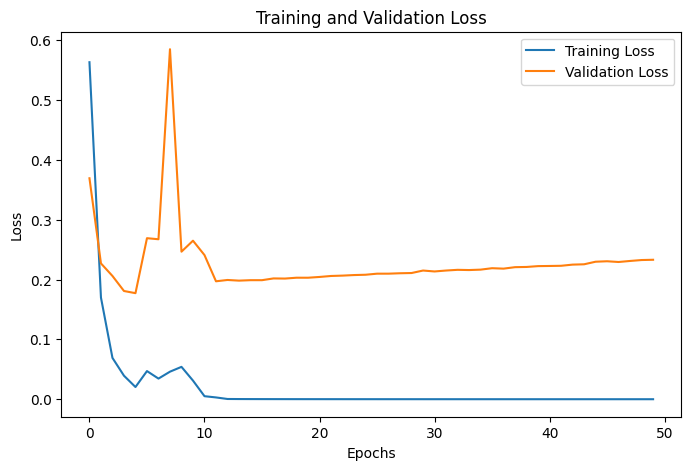 Training and Validation Loss
Training Loss
Validation Loss
0.6
0.5
0.4
0.3
0.2
0.1
0.0
Loss
0 10 20 30 40 50
Epochs